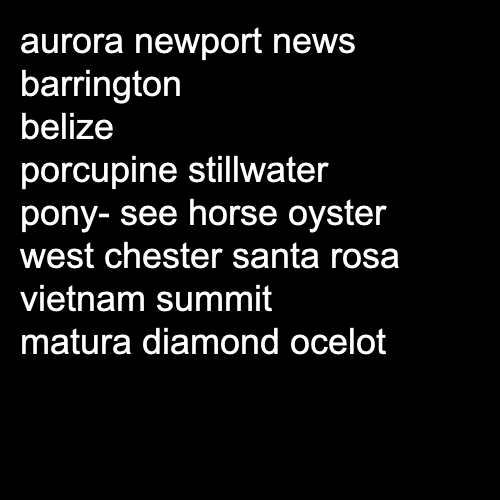 aurora newport news
barrington
belize
porcupine stillwater
pony- see horse oyster
west chester santa rosa
vietnam summit
matura diamond ocelot